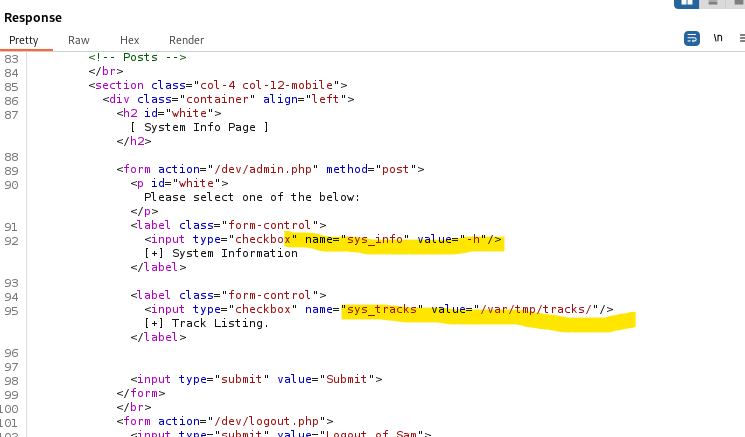 Response
Pretty Raw Hex Render \n
83 <!-- Posts -->
84 </br>
85 <section class="col-4 col-12-mobile">
86 <div class="container" align="left">
87 <h2 id="white">
[ System Info Page ]
</h2>
88
89 <form action="/dev/admin.php" method="post">
90 <p id="white">
Please select one of the below:
</p>
91 <label class="form-control">
92 <input type="checkbox" name="sys_info" value="-h"/>
[+] System Information
</label>
93
94 <label class="form-control">
95 <input type="checkbox" name="sys_tracks" value="/var/tmp/tracks/"/>
[+] Track Listing.
</label>
96
97
98 <input type="submit" value="Submit">
99 </form>
100 </br>
101 <form action="/dev/logout.php">
102 <input type="submit" value="Logout of Sam">